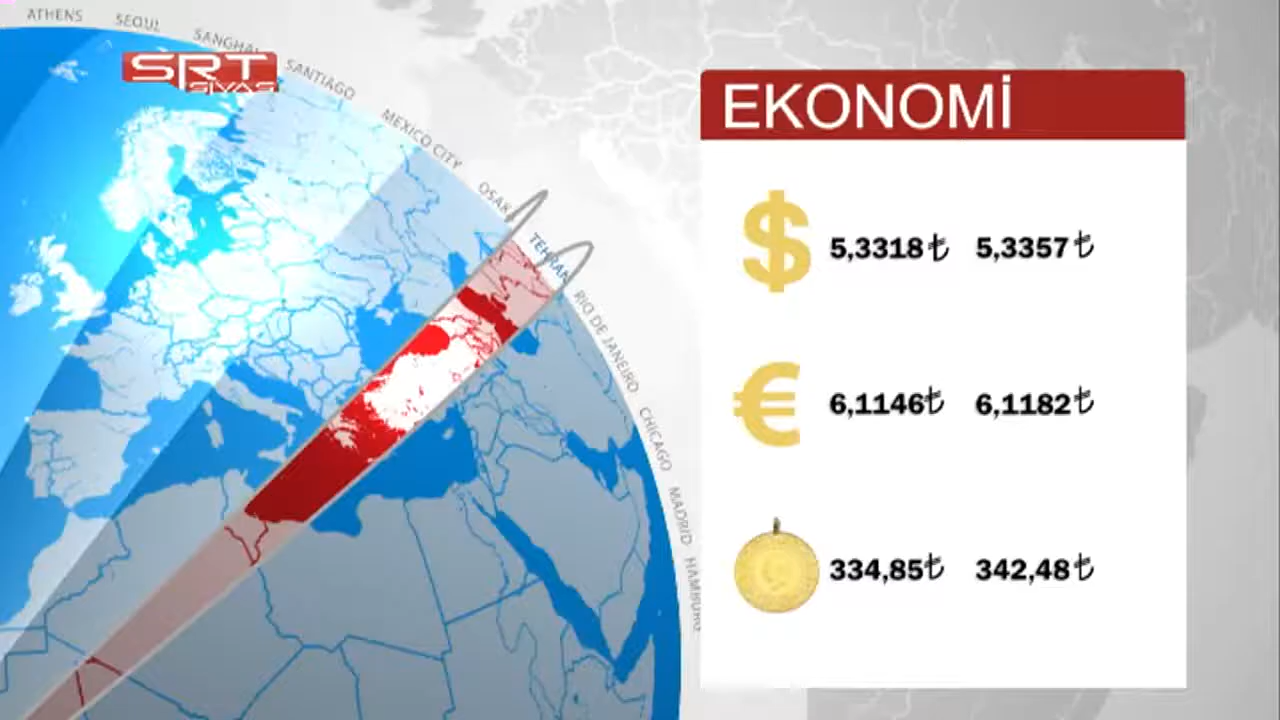 ATHENS
SEOUL
SANGHAI
SANTIAGO
MEXICO CITY
OSAK
TEHRAN
RIO DE JANEIRO
CHICAGO
MADRID
HAMBURG
SRT
SİVAS
EKONOMİ
$ 5,3318₺ 5,3357₺
€ 6,1146₺ 6,1182₺
334,85₺ 342,48₺